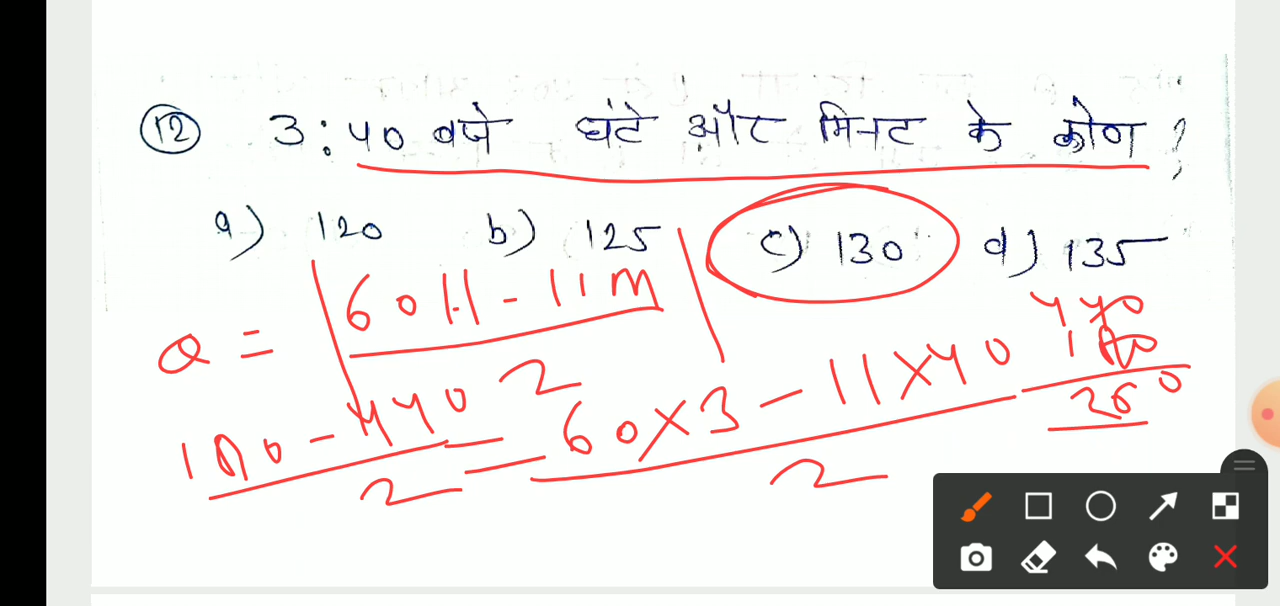 12 3:40 बजे घंटे और मिनट के कोण ?
a) 120 b) 125 c) 130 d) 135
Q = | 60H - 11M / 2 |
180 - 440 / 2 = 60 x 3 - 11 x 40 / 2
440
180
260